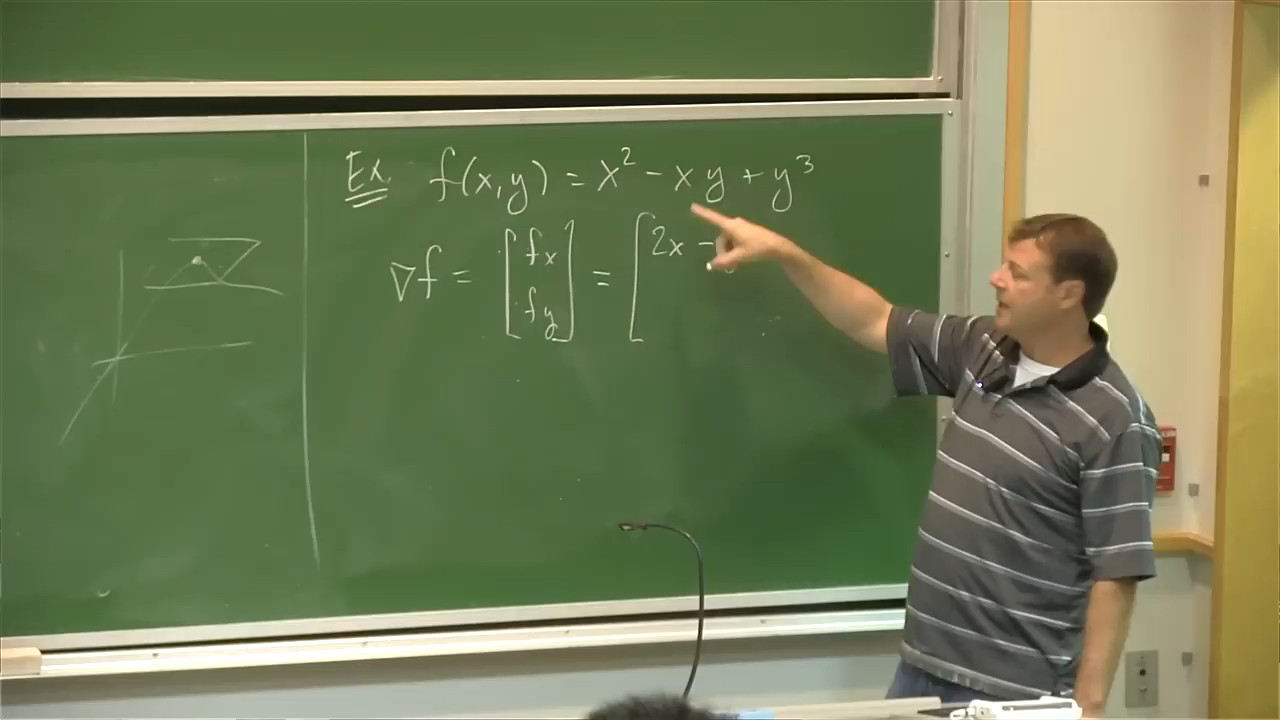 Ex. f(x,y) = x² - xy + y³
∇f = [fx fy] = [2x -